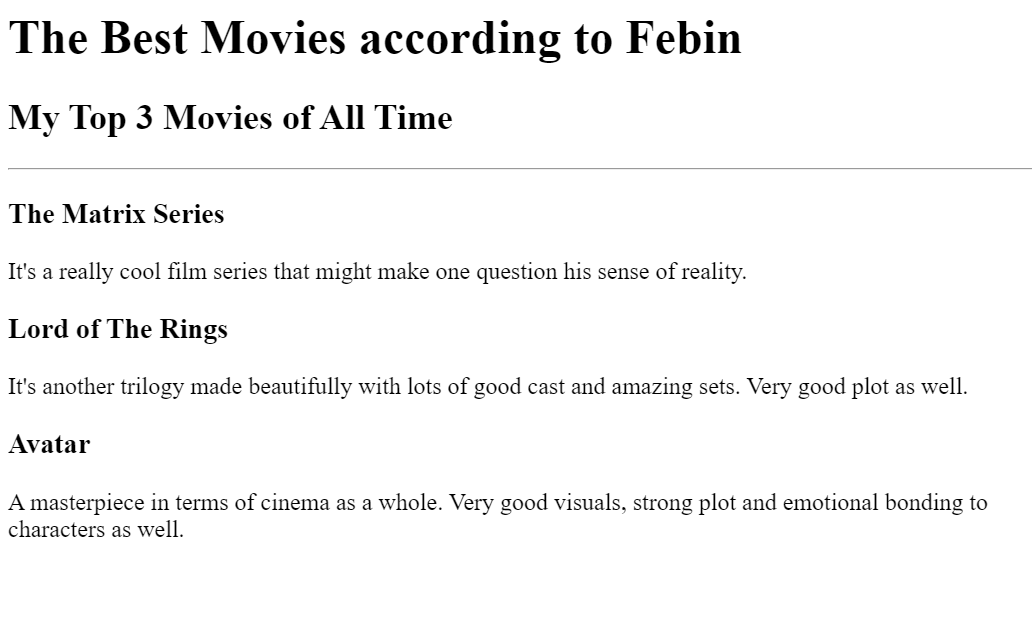 The Best Movies according to Febin
My Top 3 Movies of All Time
The Matrix Series
It's a really cool film series that might make one question his sense of reality.
Lord of The Rings
It's another trilogy made beautifully with lots of good cast and amazing sets. Very good plot as well.
Avatar
A masterpiece in terms of cinema as a whole. Very good visuals, strong plot and emotional bonding to
characters as well.